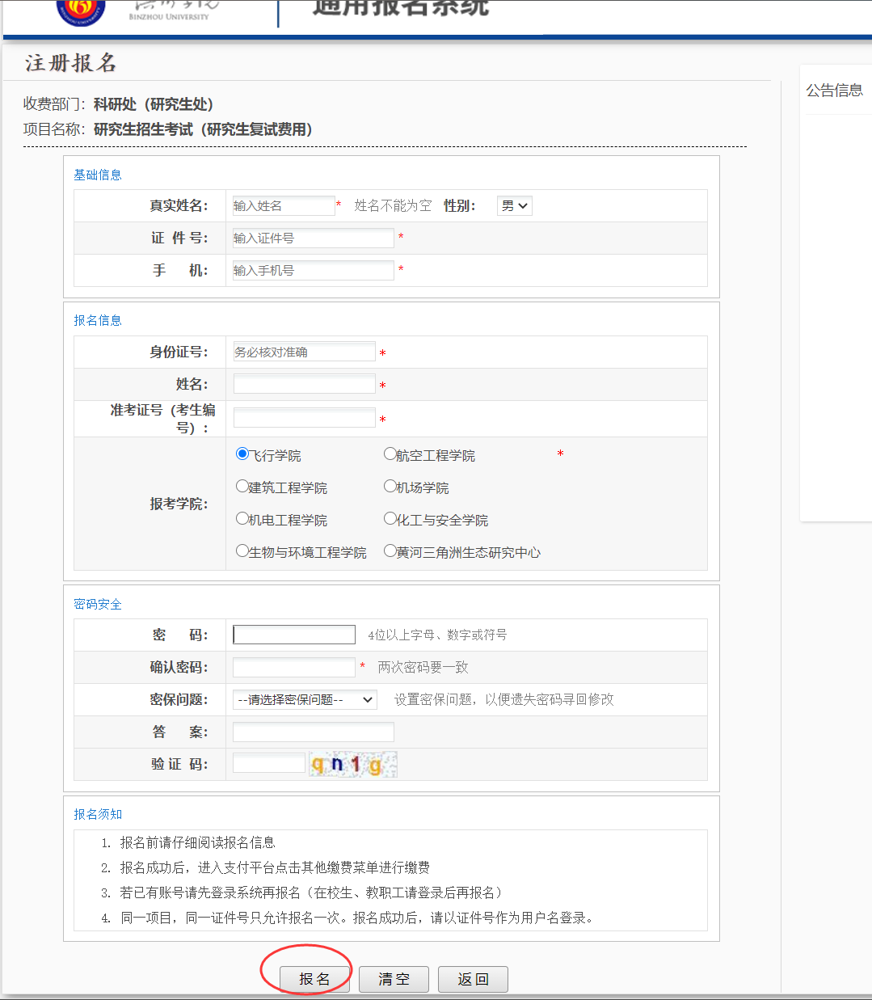 BINZHOU UNIVERSITY
通用报名系统
注册报名
公告信息
收费部门：科研处（研究生处）
项目名称：研究生招生考试（研究生复试费用）
基础信息
真实姓名： 输入姓名 * 姓名不能为空 性别： 男
证 件 号： 输入证件号 *
手 机： 输入手机号 *
报名信息
身份证号： 务必核对准确 *
姓名： *
准考证号（考生编
号）： *
报考学院：
飞行学院 航空工程学院 *
建筑工程学院 机场学院
机电工程学院 化工与安全学院
生物与环境工程学院 黄河三角洲生态研究中心
密码安全
密 码： 4位以上字母、数字或符号
确认密码： * 两次密码要一致
密保问题： --请选择密保问题-- 设置密保问题，以便遗失密码寻回修改
答 案：
验 证 码： qn1g
报名须知
1. 报名前请仔细阅读报名信息
2. 报名成功后，进入支付平台点击其他缴费菜单进行缴费
3. 若已有账号请先登录系统再报名（在校生、教职工请登录后再报名）
4. 同一项目，同一证件号只允许报名一次。报名成功后，请以证件号作为用户名登录。
报 名 清 空 返 回